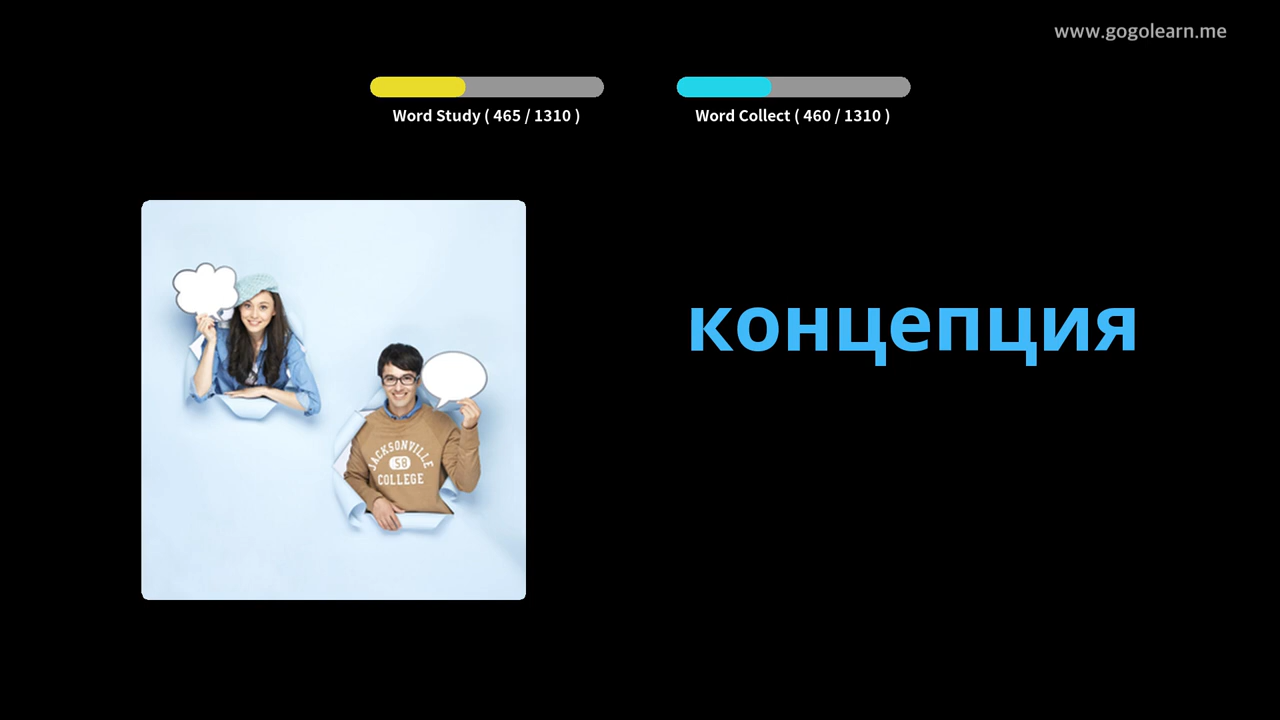 www.gogolearn.me
Word Study ( 465 / 1310 )
Word Collect ( 460 / 1310 )
концепция
JACKSONVILLE
58
COLLEGE